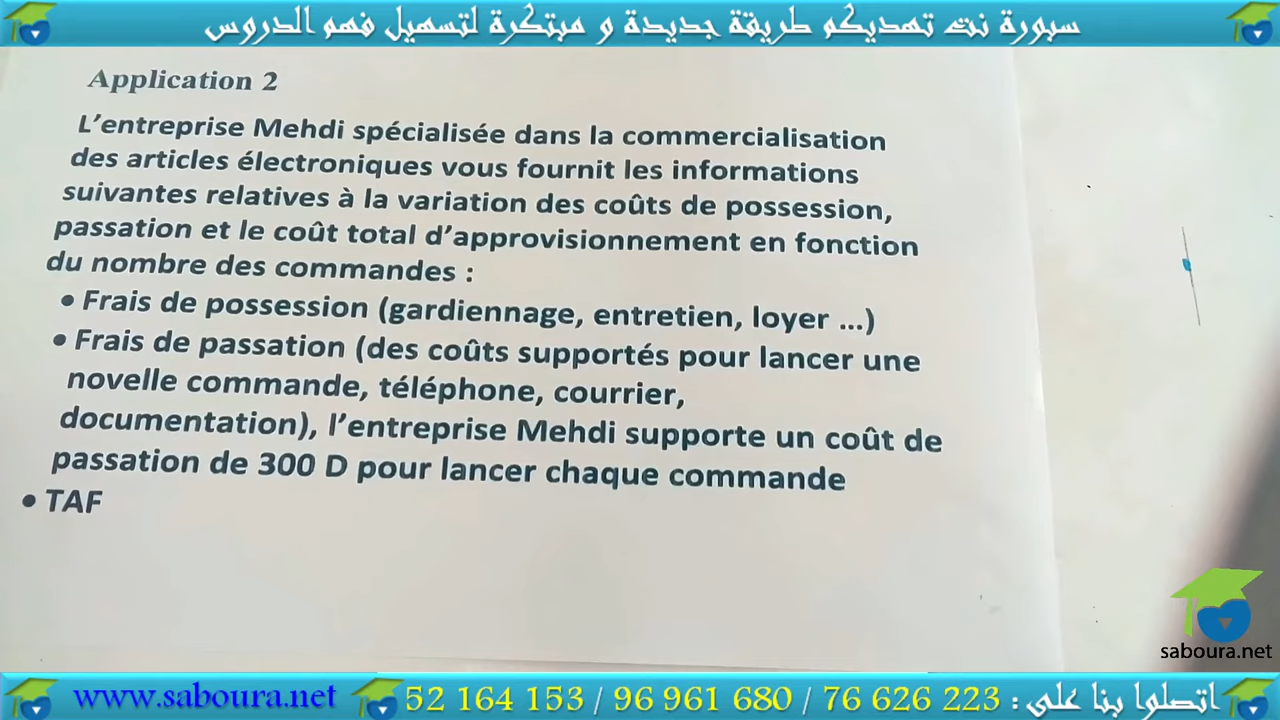 سبورة نت تهديكم طريقة جديدة و مبتكرة لتسهيل فهم الدروس
Application 2
L'entreprise Mehdi spécialisée dans la commercialisation
des articles électroniques vous fournit les informations
suivantes relatives à la variation des coûts de possession,
passation et le coût total d'approvisionnement en fonction
du nombre des commandes :
• Frais de possession (gardiennage, entretien, loyer ...)
• Frais de passation (des coûts supportés pour lancer une
novelle commande, téléphone, courrier,
documentation), l'entreprise Mehdi supporte un coût de
passation de 300 D pour lancer chaque commande
• TAF
saboura.net
www.saboura.net
اتصلوا بنا على : 52 164 153 / 96 961 680 / 76 626 223